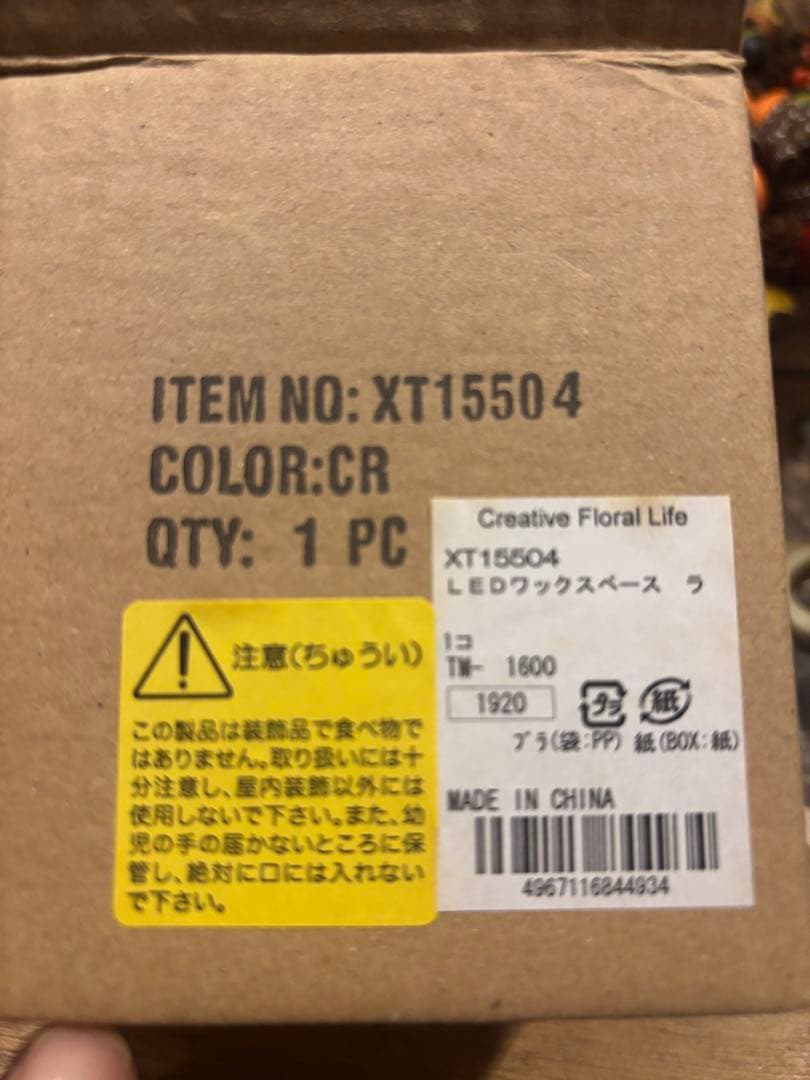 ITEM NO: XT15504
COLOR:CR
QTY: 1 PC
Creative Floral Life
XT15504
LEDワックスベース ラ
1コ
TW- 1600
1920
プラ 紙
プラ(袋:PP) 紙(BOX:紙)
MADE IN CHINA
4967116844934
注意(ちゅうい)
この製品は装飾品で食べ物で
はありません。取り扱いには十
分注意し、屋内装飾以外には
使用しないで下さい。また、幼
児の手の届かないところに保
管し、絶対に口には入れない
で下さい。